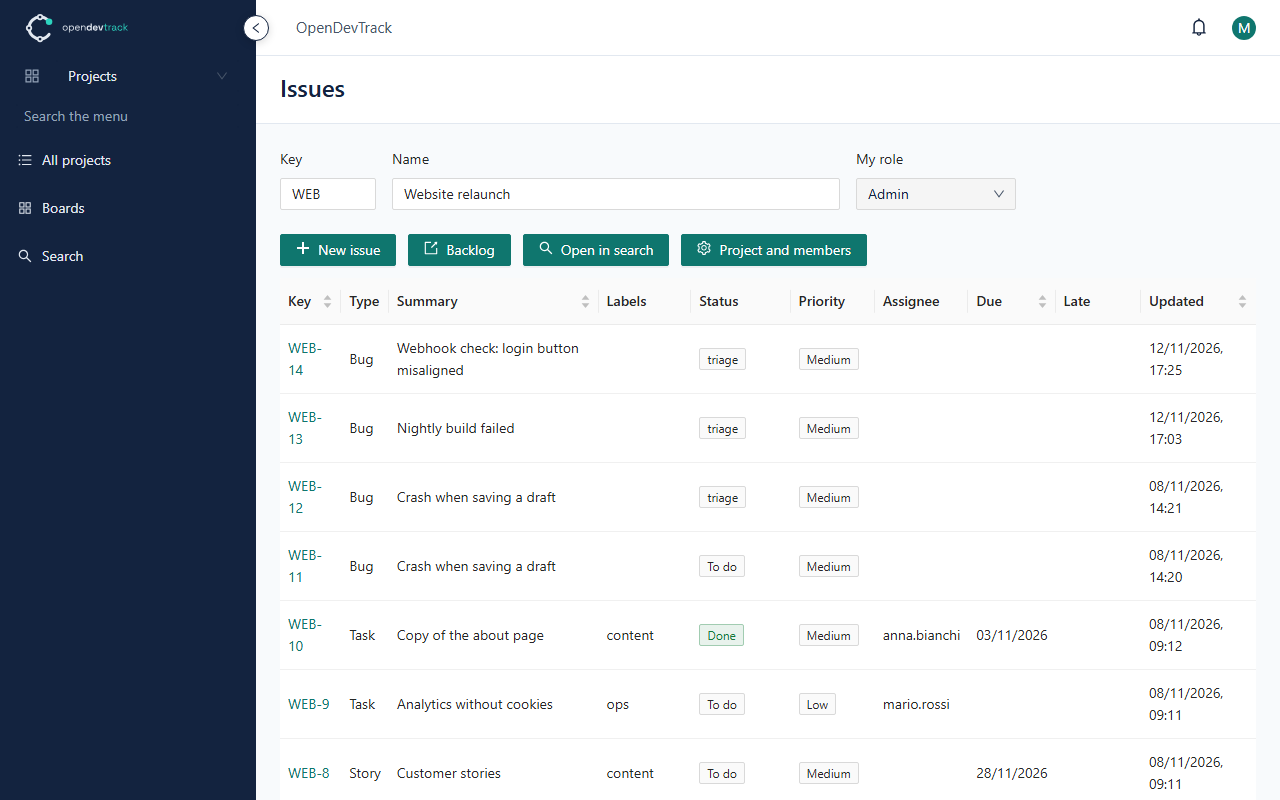 opendevtrack
OpenDevTrack
M
Projects
Search the menu
All projects
Boards
Search
Issues
Key Name My role
WEB Website relaunch Admin
New issue Backlog Open in search Project and members
Key Type Summary Labels Status Priority Assignee Due Late Updated
WEB-14 Bug Webhook check: login button misaligned triage Medium 12/11/2026, 17:25
WEB-13 Bug Nightly build failed triage Medium 12/11/2026, 17:03
WEB-12 Bug Crash when saving a draft triage Medium 08/11/2026, 14:21
WEB-11 Bug Crash when saving a draft To do Medium 08/11/2026, 14:20
WEB-10 Task Copy of the about page content Done Medium anna.bianchi 03/11/2026 08/11/2026, 09:12
WEB-9 Task Analytics without cookies ops To do Low mario.rossi 08/11/2026, 09:11
WEB-8 Story Customer stories content To do Medium 28/11/2026 08/11/2026, 09:11